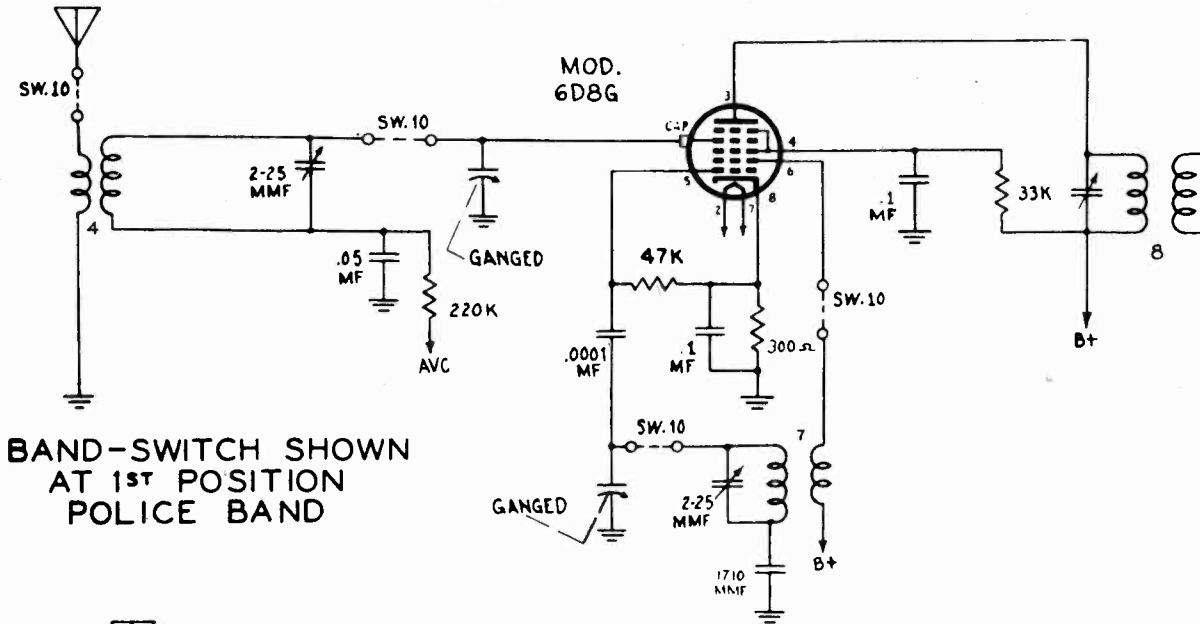 MOD.
6D8G
SW.10
SW.10
2-25
MMF
4
.05
MF
220K
AVC
GANGED
CAP
3
4
5
6
8
2
7
47K
.0001
MF
.1
MF
300Ω
.1
MF
33K
8
B+
SW.10
SW.10
7
2-25
MMF
GANGED
1710
MMF
B+
BAND-SWITCH SHOWN
AT 1ST POSITION
POLICE BAND